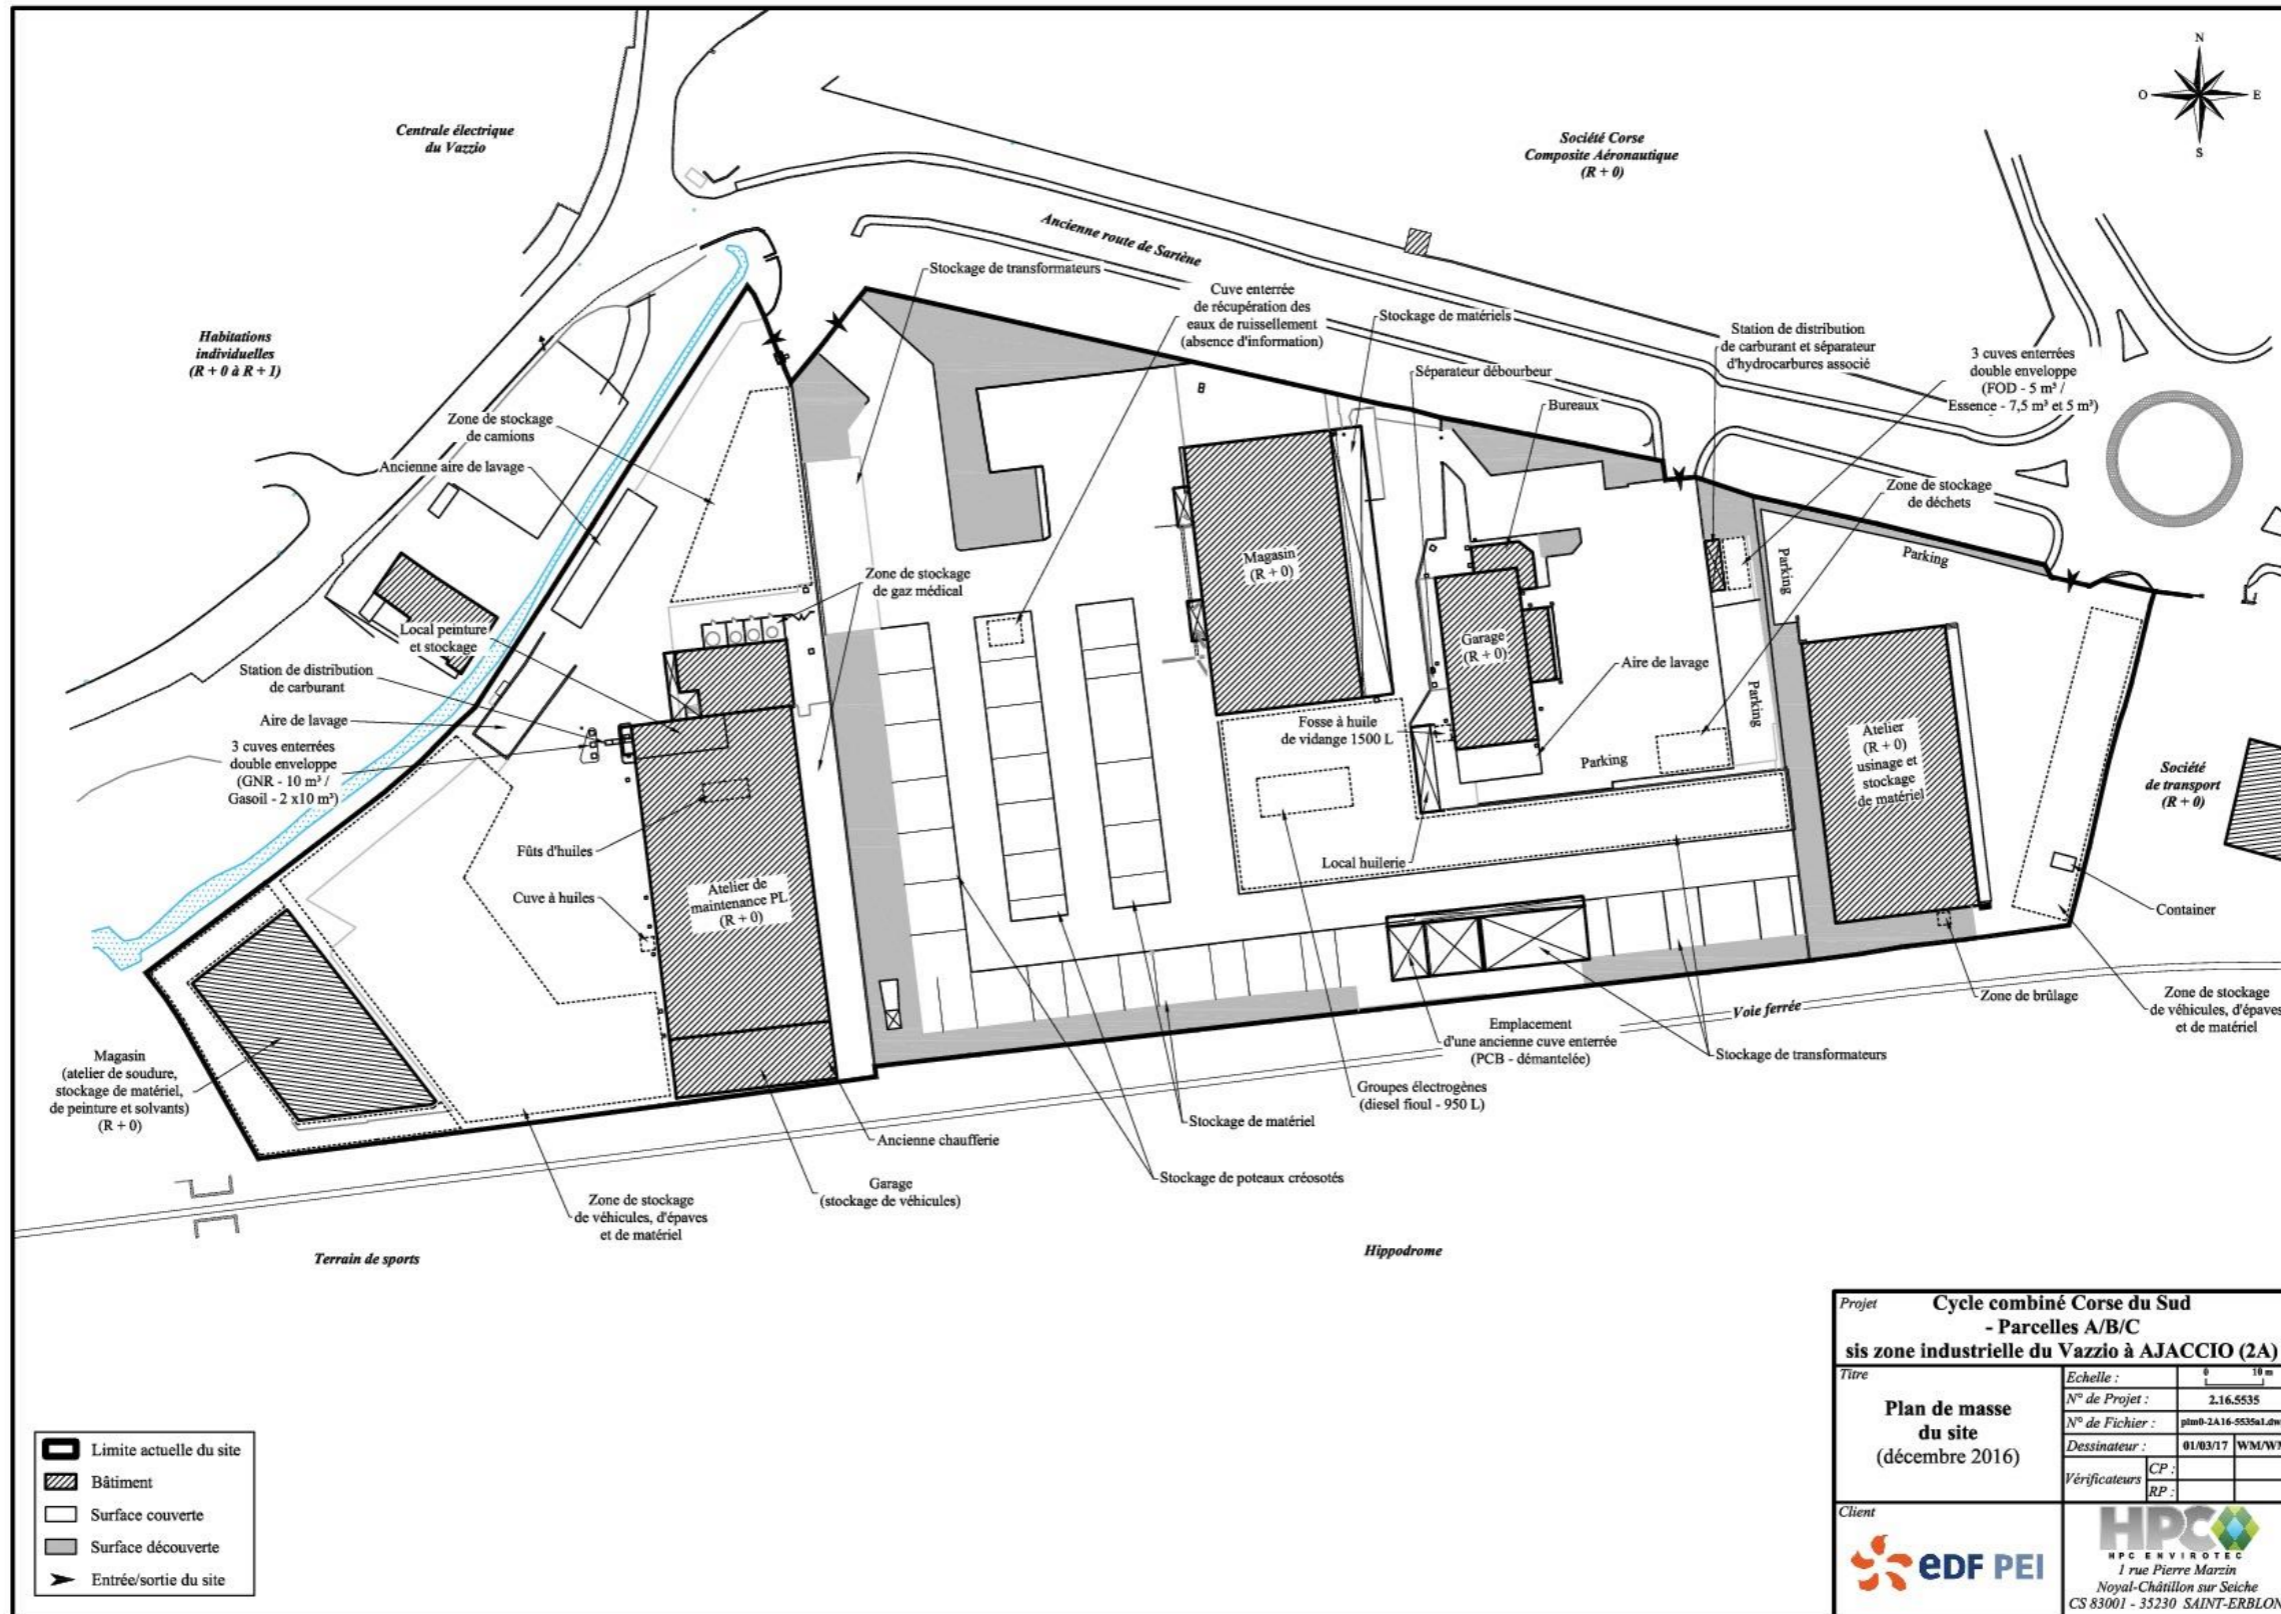 N
O
E
S
Centrale électrique
du Vazzio
Société Corse
Composite Aéronautique
(R + 0)
Ancienne route de Sartène
Habitations
individuelles
(R + 0 à R + 1)
Stockage de transformateurs
Cuve enterrée
de récupération des
eaux de ruissellement
(absence d'information)
Stockage de matériels
Séparateur débourbeur
Bureaux
Station de distribution
de carburant et séparateur
d'hydrocarbures associé
3 cuves enterrées
double enveloppe
(FOD - 5 m³ /
Essence - 7,5 m³ et 5 m³)
Zone de stockage
de camions
Ancienne aire de lavage
Zone de stockage
de déchets
Parking
Parking
Magasin
(R + 0)
Zone de stockage
de gaz médical
Local peinture
et stockage
Station de distribution
de carburant
Aire de lavage
3 cuves enterrées
double enveloppe
(GNR - 10 m³ /
Gasoil - 2 x10 m³)
Garage
(R + 0)
Aire de lavage
Parking
Fosse à huile
de vidange 1500 L
Parking
Atelier
(R + 0)
usinage et
stockage
de matériel
Société
de transport
(R + 0)
Fûts d'huiles
Cuve à huiles
Atelier de
maintenance PL
(R + 0)
Local huilerie
Container
Zone de brûlage
Zone de stockage
de véhicules, d'épaves
et de matériel
Voie ferrée
Emplacement
d'une ancienne cuve enterrée
(PCB - démantelée)
Stockage de transformateurs
Groupes électrogènes
(diesel fioul - 950 L)
Magasin
(atelier de soudure,
stockage de matériel,
de peinture et solvants)
(R + 0)
Stockage de matériel
Ancienne chaufferie
Stockage de poteaux créosotés
Garage
(stockage de véhicules)
Zone de stockage
de véhicules, d'épaves
et de matériel
Terrain de sports
Hippodrome
Limite actuelle du site
Bâtiment
Surface couverte
Surface découverte
Entrée/sortie du site
Projet
Cycle combiné Corse du Sud
- Parcelles A/B/C
sis zone industrielle du Vazzio à AJACCIO (2A)
Titre
Plan de masse
du site
(décembre 2016)
Echelle : 0 10 m
N° de Projet : 2.16.5535
N° de Fichier : plm0-2A16-5535a1.dw
Dessinateur : 01/03/17 WM/W
Vérificateurs CP :
RP :
Client
eDF PEI
HPC
HPC ENVIROTEC
1 rue Pierre Marzin
Noyal-Châtillon sur Seiche
CS 83001 - 35230 SAINT-ERBLON